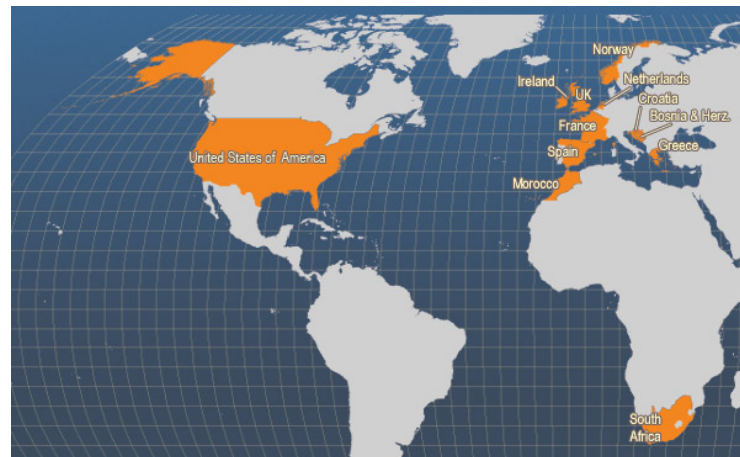 Norway
Ireland
Netherlands
UK
Croatia
Bosnia & Herz.
France
United States of America
Spain
Greece
Morocco
South
Africa